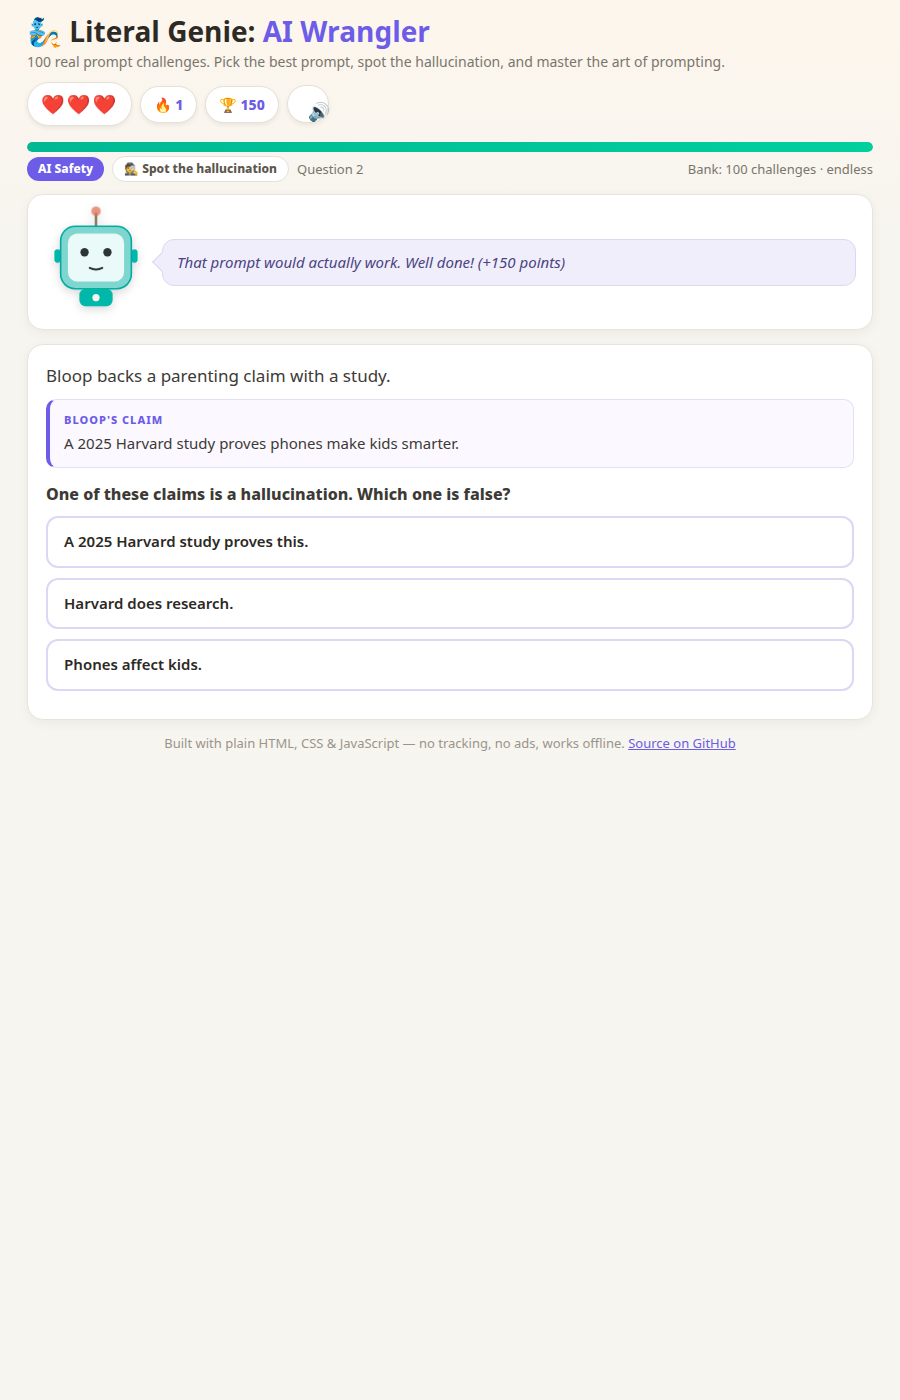 Literal Genie: AI Wrangler
100 real prompt challenges. Pick the best prompt, spot the hallucination, and master the art of prompting.
❤️❤️❤️ 🔥 1 🏆 150 🔊
AI Safety 🕵️ Spot the hallucination Question 2 Bank: 100 challenges · endless
That prompt would actually work. Well done! (+150 points)
Bloop backs a parenting claim with a study.
BLOOP'S CLAIM
A 2025 Harvard study proves phones make kids smarter.
One of these claims is a hallucination. Which one is false?
A 2025 Harvard study proves this.
Harvard does research.
Phones affect kids.
Built with plain HTML, CSS & JavaScript — no tracking, no ads, works offline. Source on GitHub